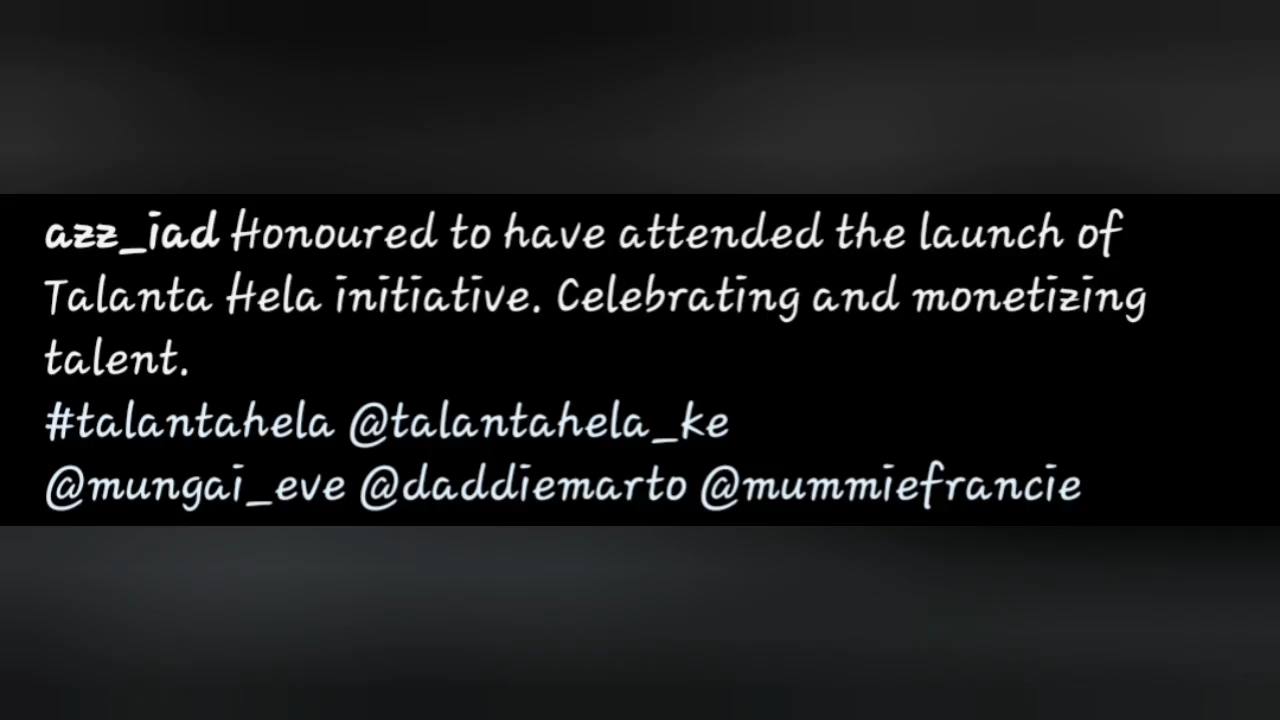 azz_iad Honoured to have attended the launch of
Talanta Hela initiative. Celebrating and monetizing
talent.
#talantahela @talantahela_ke
@mungai_eve @daddiemarto @mummiefrancie